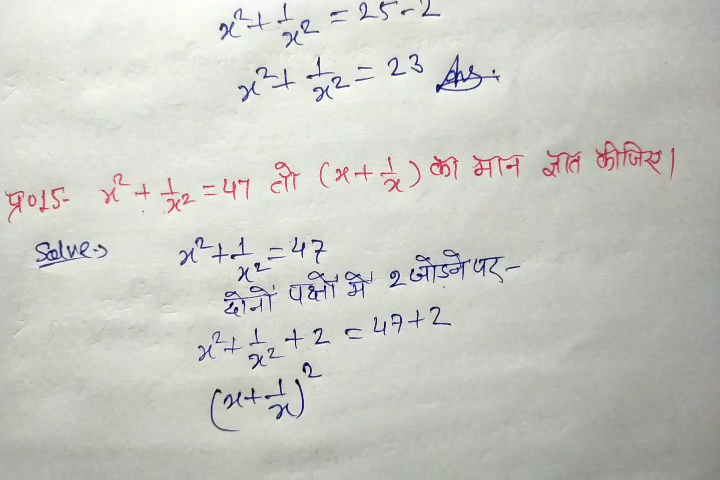 x² + 1/x² = 25 - 2
x² + 1/x² = 23 Ans.
प्र०15- x² + 1/x² = 47 तो (x + 1/x) का मान ज्ञात कीजिए।
Solve→ x² + 1/x² = 47
दोनों पक्षों में 2 जोड़ने पर-
x² + 1/x² + 2 = 47 + 2
(x + 1/x)²